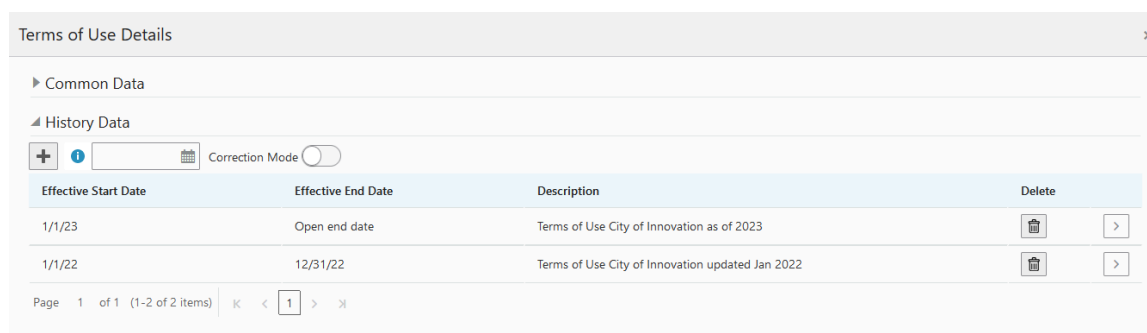 Terms of Use Details
Common Data
History Data
Correction Mode
Effective Start Date Effective End Date Description Delete
1/1/23 Open end date Terms of Use City of Innovation as of 2023
1/1/22 12/31/22 Terms of Use City of Innovation updated Jan 2022
Page 1 of 1 (1-2 of 2 items) 1